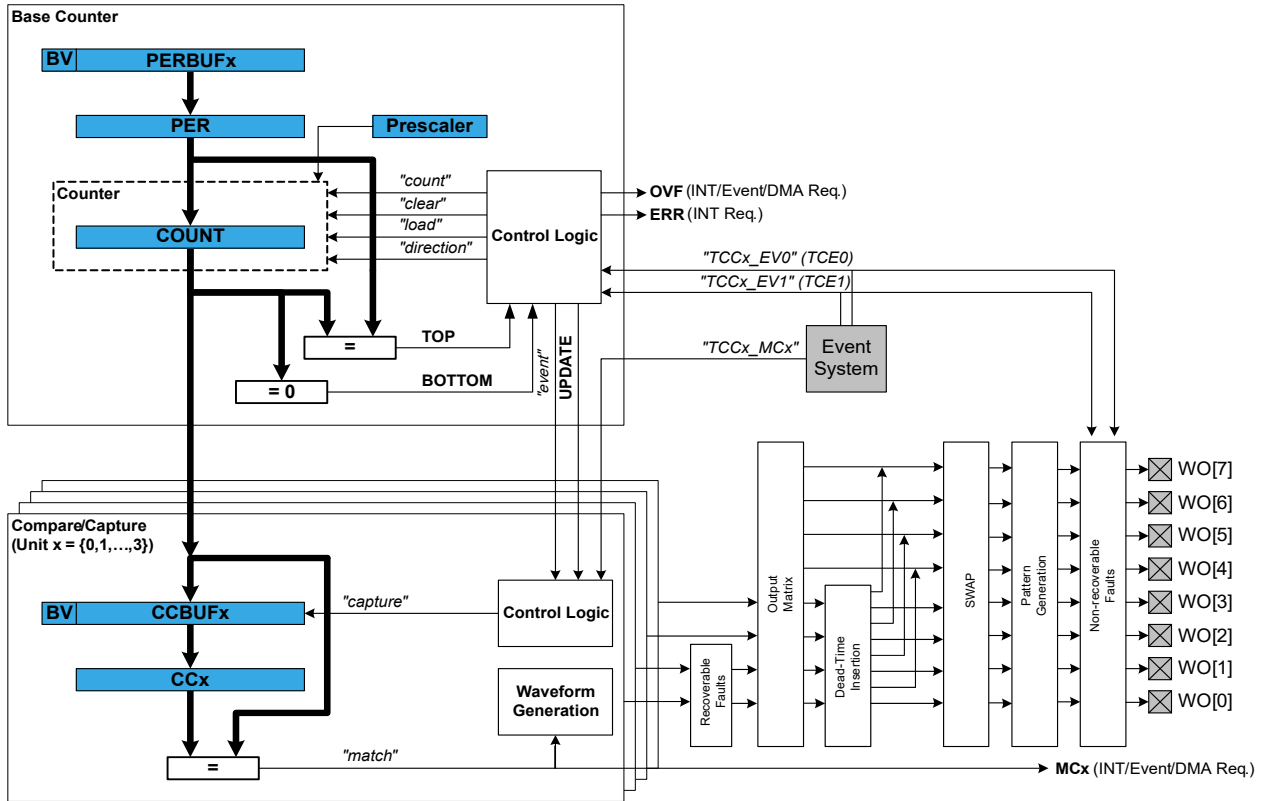 Base Counter
BV PERBUFx
PER
Prescaler
Counter
COUNT
"count"
"clear"
"load"
"direction"
Control Logic
OVF (INT/Event/DMA Req.)
ERR (INT Req.)
"TCCx_EV0" (TCE0)
"TCCx_EV1" (TCE1)
"TCCx_MCx"
Event
System
=
TOP
= 0
BOTTOM
"event"
UPDATE
Compare/Capture
(Unit x = {0,1,…,3})
BV CCBUFx
"capture"
Control Logic
CCx
Waveform
Generation
=
"match"
Recoverable
Faults
Output
Matrix
Dead-Time
Insertion
SWAP
Pattern
Generation
Non-recoverable
Faults
WO[7]
WO[6]
WO[5]
WO[4]
WO[3]
WO[2]
WO[1]
WO[0]
MCx (INT/Event/DMA Req.)